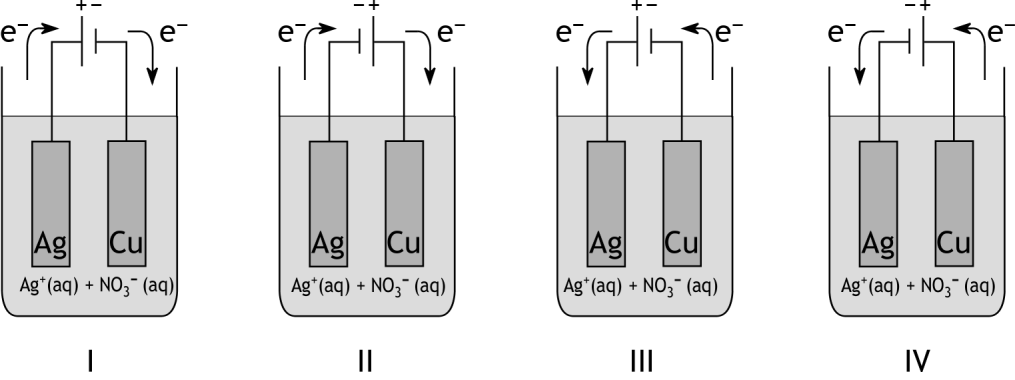 + − − + + − − +
e⁻ e⁻ e⁻ e⁻ e⁻ e⁻ e⁻ e⁻
Ag Cu Ag Cu Ag Cu Ag Cu
Ag⁺(aq) + NO₃⁻ (aq) Ag⁺(aq) + NO₃⁻ (aq) Ag⁺(aq) + NO₃⁻ (aq) Ag⁺(aq) + NO₃⁻ (aq)
I II III IV